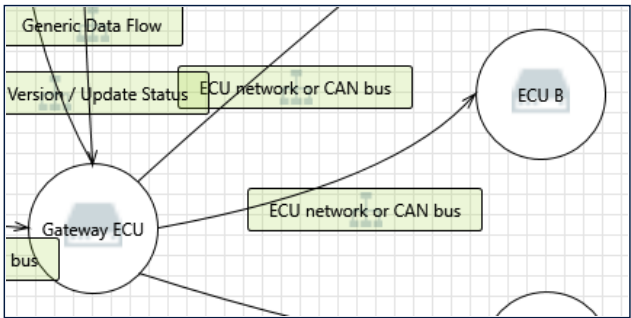 Generic Data Flow
Version / Update Status
ECU network or CAN bus
ECU B
ECU network or CAN bus
Gateway ECU
bus